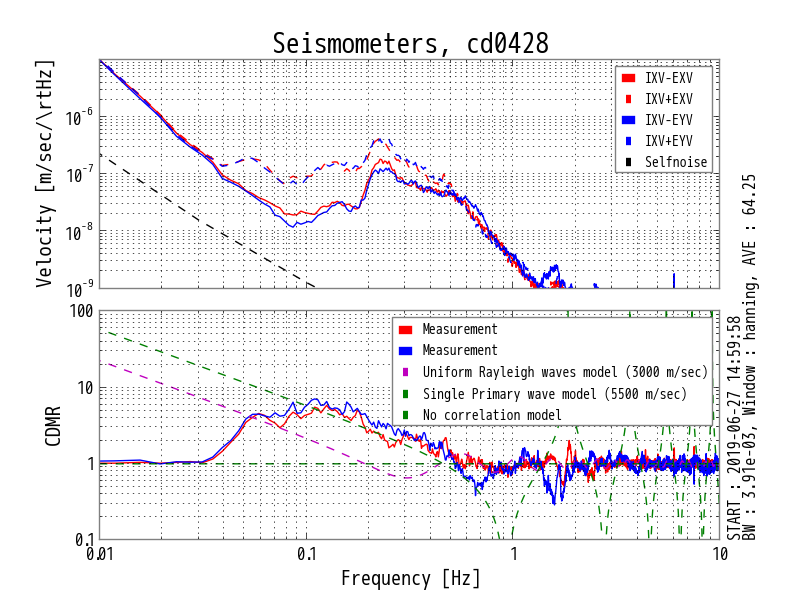 Seismometers, cd0428
Velocity [m/sec/\rtHz]
10^-6
10^-7
10^-8
10^-9
IXV-EXV
IXV+EXV
IXV-EYV
IXV+EYV
Selfnoise
CDMR
100
10
1
0.1
Measurement
Measurement
Uniform Rayleigh waves model (3000 m/sec)
Single Primary wave model (5500 m/sec)
No correlation model
0.01
0.1
1
10
Frequency [Hz]
START : 2019-06-27 14:59:58
BW : 3.91e-03, Window : hanning, AVE : 64.25